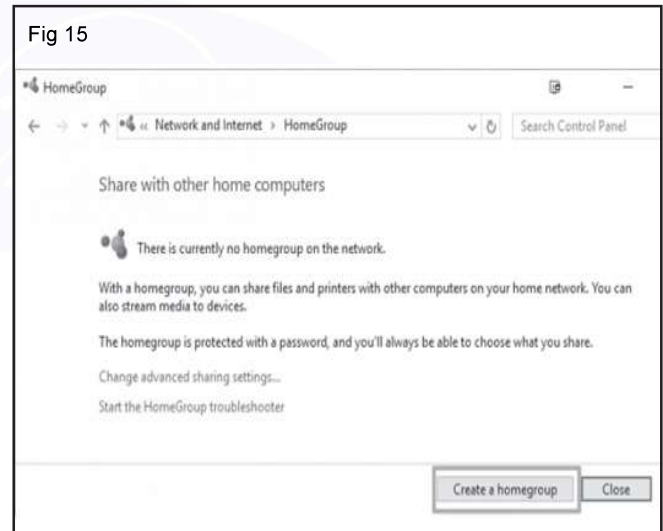 Fig 15
HomeGroup
« Network and Internet › HomeGroup
Search Control Panel
Share with other home computers
There is currently no homegroup on the network.
With a homegroup, you can share files and printers with other computers on your home network. You can
also stream media to devices.
The homegroup is protected with a password, and you'll always be able to choose what you share.
Change advanced sharing settings...
Start the HomeGroup troubleshooter
Create a homegroup
Close